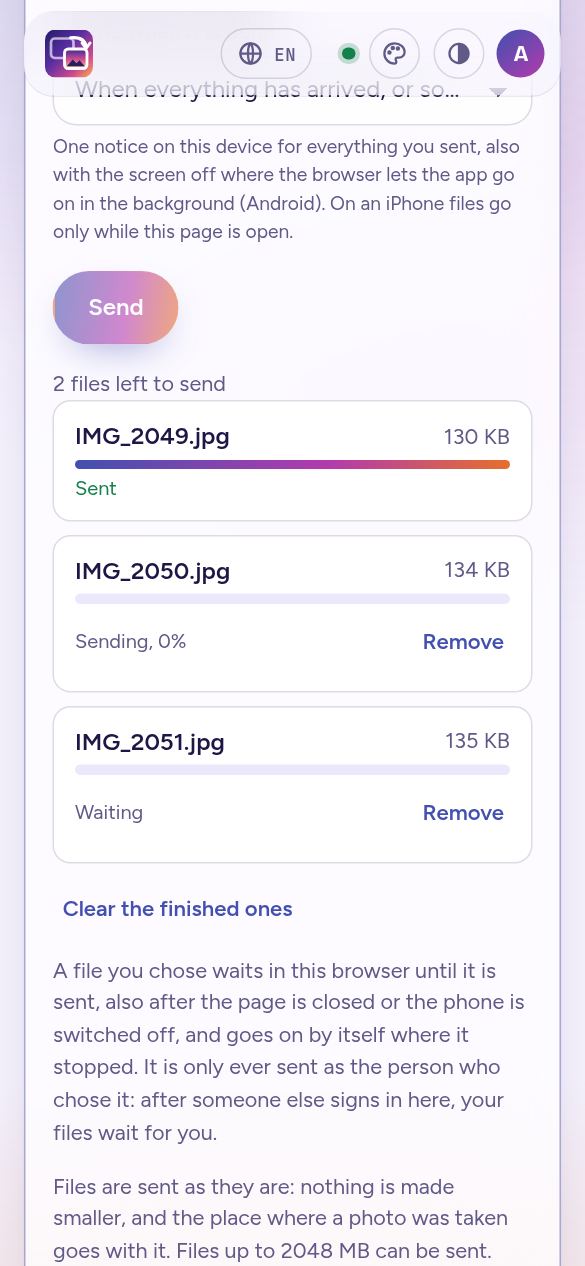 EN
A
When everything has arrived, or so...
One notice on this device for everything you sent, also
with the screen off where the browser lets the app go
on in the background (Android). On an iPhone files go
only while this page is open.
Send
2 files left to send
IMG_2049.jpg 130 KB
Sent
IMG_2050.jpg 134 KB
Sending, 0% Remove
IMG_2051.jpg 135 KB
Waiting Remove
Clear the finished ones
A file you chose waits in this browser until it is
sent, also after the page is closed or the phone is
switched off, and goes on by itself where it
stopped. It is only ever sent as the person who
chose it: after someone else signs in here, your
files wait for you.
Files are sent as they are: nothing is made
smaller, and the place where a photo was taken
goes with it. Files up to 2048 MB can be sent.